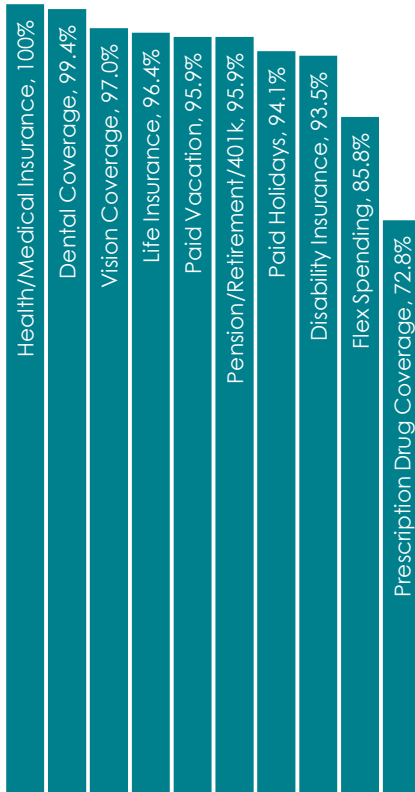 Health/Medical Insurance, 100%
Dental Coverage, 99.4%
Vision Coverage, 97.0%
Life Insurance, 96.4%
Paid Vacation, 95.9%
Pension/Retirement/401k, 95.9%
Paid Holidays, 94.1%
Disability Insurance, 93.5%
Flex Spending, 85.8%
Prescription Drug Coverage, 72.8%